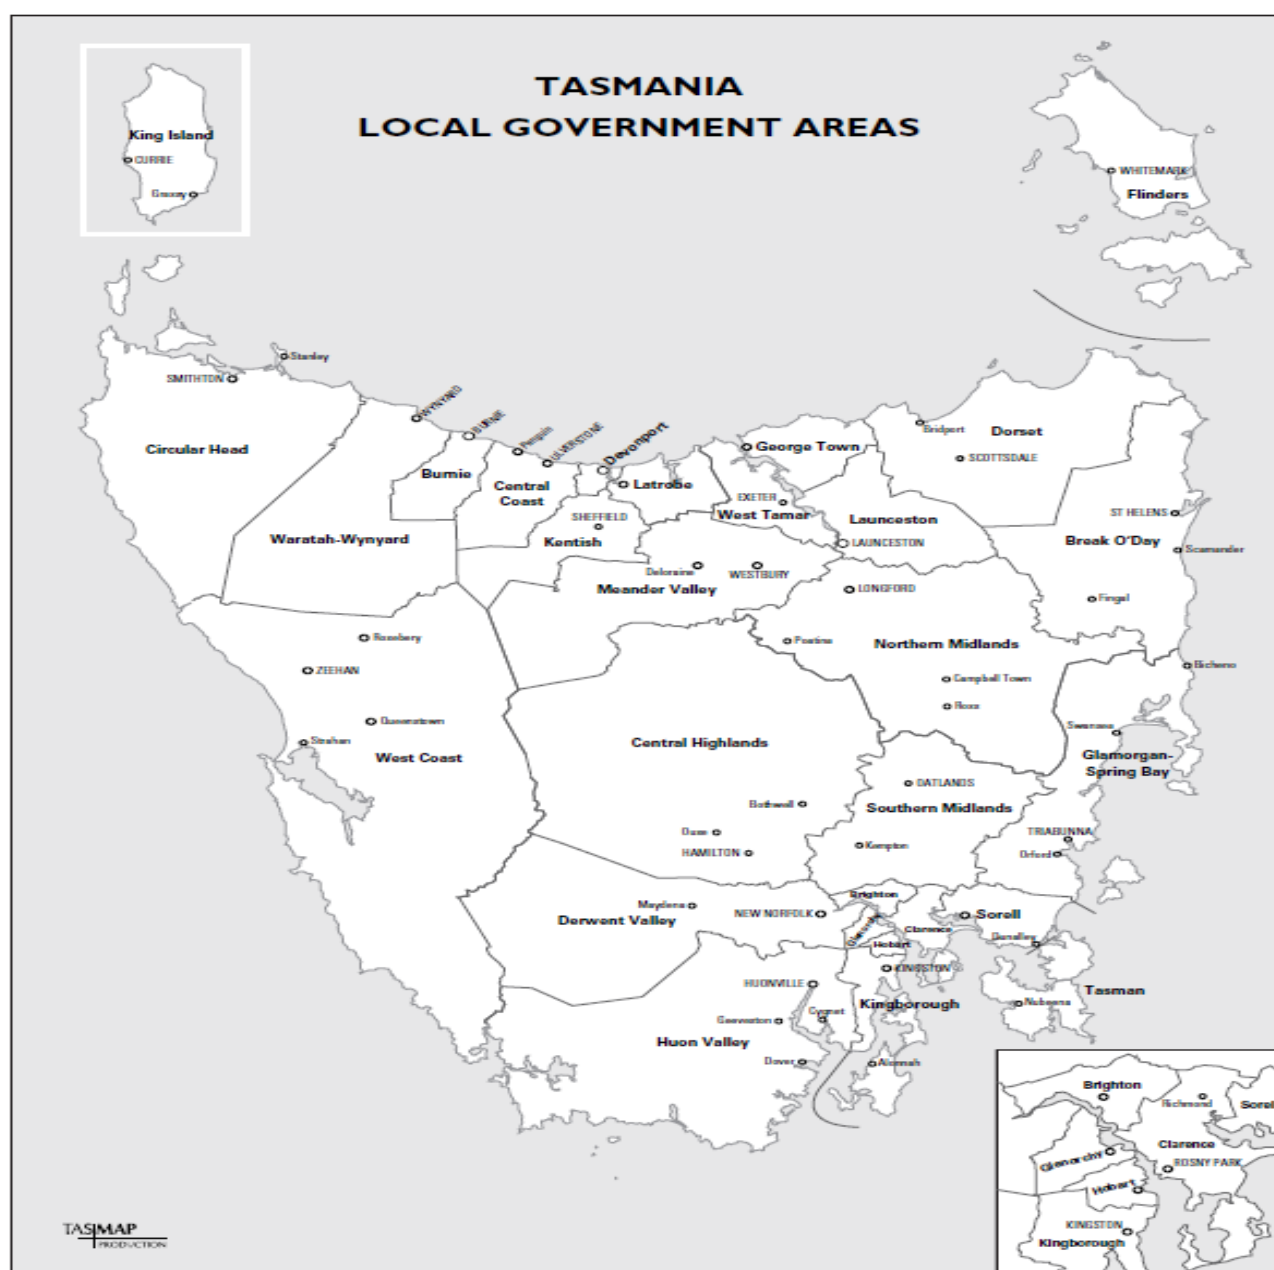 TASMANIA
LOCAL GOVERNMENT AREAS
King Island
CURRIE
Grassy
WHITEMARK
Flinders
Stanley
SMITHTON
WYNYARD
BURNIE
Penguin
ULVERSTONE
Devonport
George Town
Bridport
Dorset
SCOTTSDALE
Circular Head
Burnie
Central
Coast
Latrobe
EXETER
West Tamar
SHEFFIELD
Kentish
Launceston
LAUNCESTON
ST HELENS
Break O'Day
Scamander
Waratah-Wynyard
Deloraine
WESTBURY
Meander Valley
LONGFORD
Fingal
Rosebery
Poatina
Northern Midlands
Bicheno
ZEEHAN
Campbell Town
Ross
Queenstown
Strahan
West Coast
Central Highlands
Swansea
Glamorgan-
Spring Bay
OATLANDS
Southern Midlands
Bothwell
Ouse
HAMILTON
Kempton
TRIABUNNA
Orford
Brighton
Maydena
Derwent Valley
NEW NORFOLK
Glenorchy
Clarence
Sorell
Hobart
Dunalley
KINGSTON
HUONVILLE
Kingborough
Tasman
Nubeena
Geeveston
Cygnet
Huon Valley
Dover
Alonnah
Brighton
Richmond
Sorell
Clarence
Glenorchy
ROSNY PARK
Hobart
KINGSTON
Kingborough
TASMAP
PRODUCTION